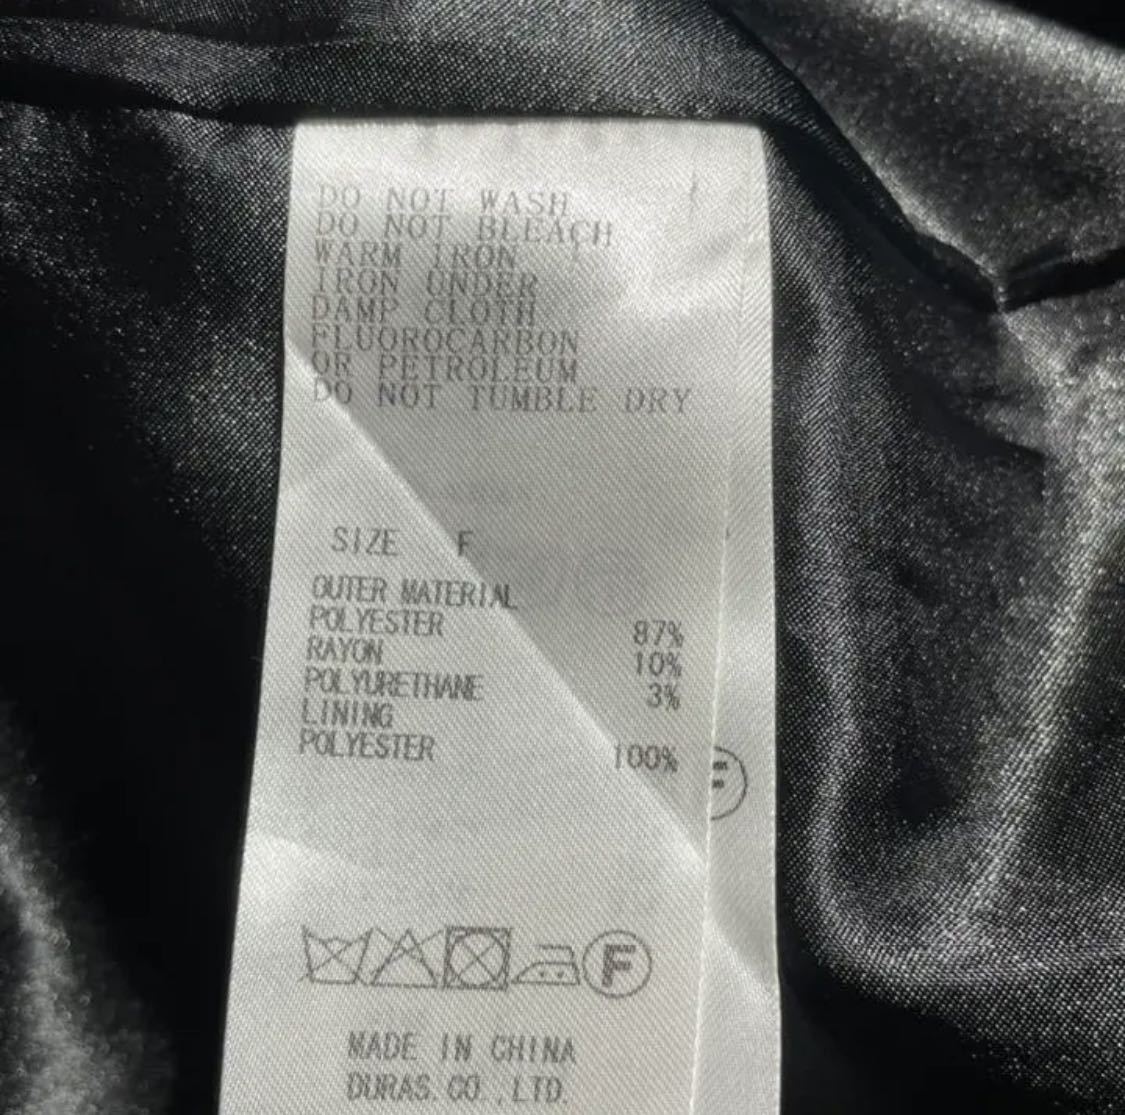 DO NOT WASH
DO NOT BLEACH
WARM IRON
IRON UNDER
DAMP CLOTH
FLUOROCARBON
OR PETROLEUM
DO NOT TUMBLE DRY
SIZE F
OUTER MATERIAL
POLYESTER 87%
RAYON 10%
POLYURETHANE 3%
LINING
POLYESTER 100%
F
F
MADE IN CHINA
DURAS.CO.,LTD.